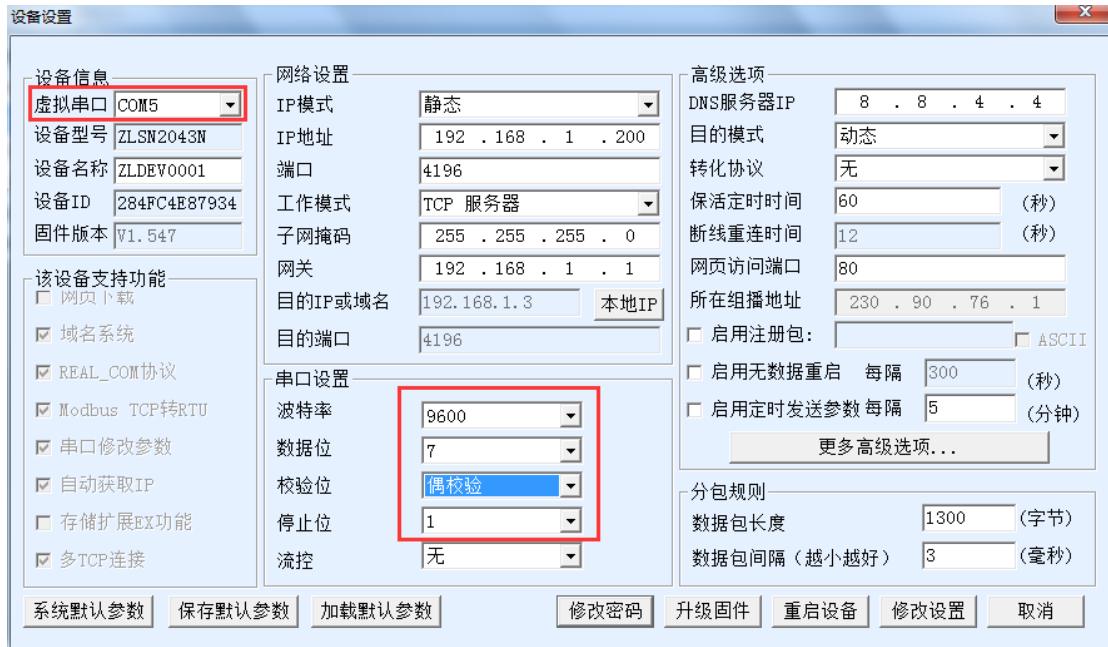 设备设置
设备信息
虚拟串口 COM5
设备型号 ZLSN2043N
设备名称 ZLDEV0001
设备ID 284FC4E87934
固件版本 V1.547
该设备支持功能
网页下载
域名系统
REAL_COM协议
Modbus TCP转RTU
串口修改参数
自动获取IP
存储扩展EX功能
多TCP连接
网络设置
IP模式 静态
IP地址 192 . 168 . 1 . 200
端口 4196
工作模式 TCP 服务器
子网掩码 255 . 255 . 255 . 0
网关 192 . 168 . 1 . 1
目的IP或域名 192.168.1.3 本地IP
目的端口 4196
串口设置
波特率 9600
数据位 7
校验位 偶校验
停止位 1
流控 无
高级选项
DNS服务器IP 8 . 8 . 4 . 4
目的模式 动态
转化协议 无
保活定时时间 60 (秒)
断线重连时间 12 (秒)
网页访问端口 80
所在组播地址 230 . 90 . 76 . 1
启用注册包: ASCII
启用无数据重启 每隔 300 (秒)
启用定时发送参数 每隔 5 (分钟)
更多高级选项...
分包规则
数据包长度 1300 (字节)
数据包间隔（越小越好） 3 (毫秒)
系统默认参数 保存默认参数 加载默认参数 修改密码 升级固件 重启设备 修改设置 取消